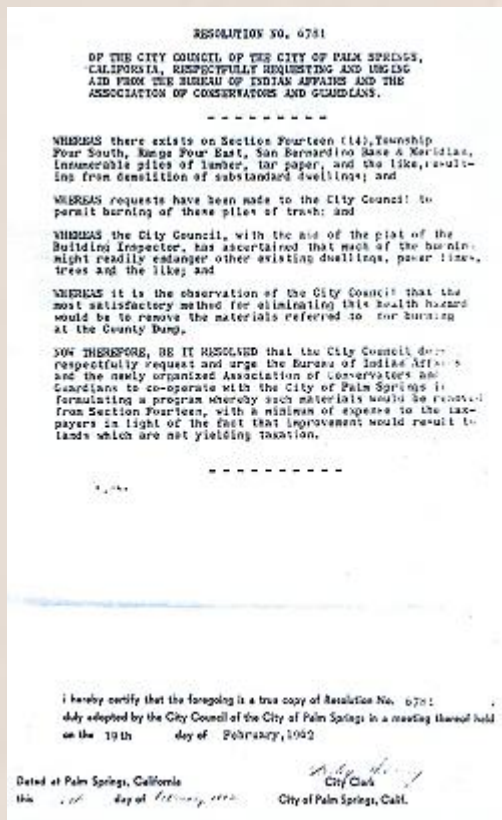 RESOLUTION NO. 6781
OF THE CITY COUNCIL OF THE CITY OF PALM SPRINGS,
CALIFORNIA, RESPECTFULLY REQUESTING AND URGING
AID FROM THE BUREAU OF INDIAN AFFAIRS AND THE
ASSOCIATION OF CONSERVATORS AND GUARDIANS.
- - - - - - - - -
WHEREAS there exists on Section Fourteen (14), Township
Four South, Range Four East, San Bernardino Base & Meridian,
innumerable piles of lumber, tar paper, and the like, result-
ing from demolition of substandard dwellings; and
WHEREAS requests have been made to the City Council to
permit burning of these piles of trash; and
WHEREAS the City Council, with the aid of the plat of the
Building Inspector, has ascertained that much of the burning
might readily endanger other existing dwellings, power lines,
trees and the like; and
WHEREAS it is the observation of the City Council that the
most satisfactory method for eliminating this health hazard
would be to remove the materials referred to for burning
at the County Dump,
NOW THEREFORE, BE IT RESOLVED that the City Council does
respectfully request and urge the Bureau of Indian Affairs
and the newly organized Association of Conservators and
Guardians to co-operate with the City of Palm Springs in
formulating a program whereby such materials would be removed
from Section Fourteen, with a minimum of expense to the tax-
payers in light of the fact that improvement would result to
lands which are not yielding taxation.
- - - - - - - - - -
I hereby certify that the foregoing is a true copy of Resolution No. 6781 ,
duly adopted by the City Council of the City of Palm Springs in a meeting thereof held
on the 19th day of February, 1962
Dated at Palm Springs, California
City Clerk
this day of February,
City of Palm Springs, Calif.